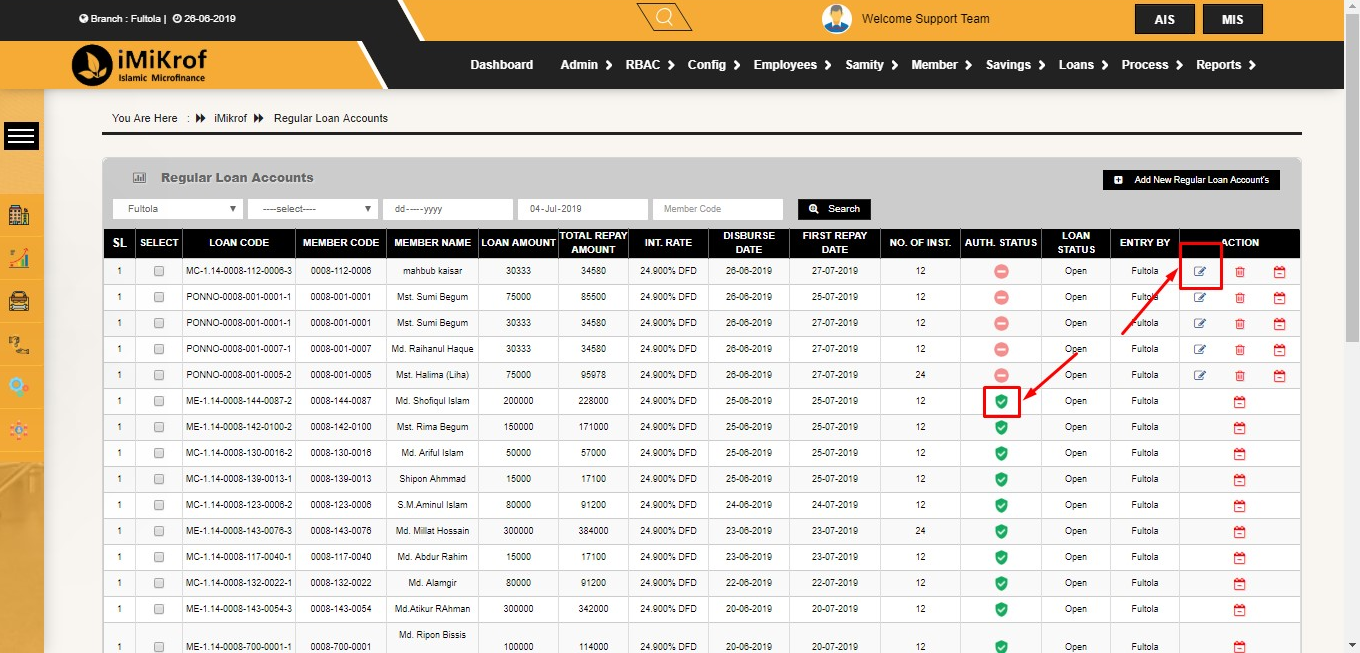 Branch : Fultola | 26-06-2019
Welcome Support Team
AIS MIS
iMiKrof
Islamic Microfinance
Dashboard Admin RBAC Config Employees Samity Member Savings Loans Process Reports
You Are Here : iMikrof Regular Loan Accounts
Regular Loan Accounts
Add New Regular Loan Account's
Fultola ----select---- dd-----yyyy 04-Jul-2019 Member Code Search
SL SELECT LOAN CODE MEMBER CODE MEMBER NAME LOAN AMOUNT TOTAL REPAY AMOUNT INT. RATE DISBURSE DATE FIRST REPAY DATE NO. OF INST. AUTH. STATUS LOAN STATUS ENTRY BY ACTION
1 MC-1.14-0008-112-0006-3 0008-112-0006 mahbub kaisar 30333 34580 24.900% DFD 26-06-2019 27-07-2019 12 Open Fultola
1 PONNO-0008-001-0001-1 0008-001-0001 Mst. Sumi Begum 75000 85500 24.900% DFD 26-06-2019 25-07-2019 12 Open Fultola
1 PONNO-0008-001-0001-1 0008-001-0001 Mst. Sumi Begum 30333 34580 24.900% DFD 26-06-2019 27-07-2019 12 Open Fultola
1 PONNO-0008-001-0007-1 0008-001-0007 Md. Raihanul Haque 30333 34580 24.900% DFD 26-06-2019 27-07-2019 12 Open Fultola
1 PONNO-0008-001-0005-2 0008-001-0005 Mst. Halima (Liha) 75000 95978 24.900% DFD 26-06-2019 27-07-2019 24 Open Fultola
1 ME-1.14-0008-144-0087-2 0008-144-0087 Md. Shofiqul Islam 200000 228000 24.900% DFD 25-06-2019 25-07-2019 12 Open Fultola
1 ME-1.14-0008-142-0100-2 0008-142-0100 Mst. Rima Begum 150000 171000 24.900% DFD 25-06-2019 25-07-2019 12 Open Fultola
1 MC-1.14-0008-130-0016-2 0008-130-0016 Md. Ariful Islam 50000 57000 24.900% DFD 25-06-2019 25-07-2019 12 Open Fultola
1 MC-1.14-0008-139-0013-1 0008-139-0013 Shipon Ahmmad 15000 17100 24.900% DFD 25-06-2019 25-07-2019 12 Open Fultola
1 MC-1.14-0008-123-0006-2 0008-123-0006 S.M.Aminul Islam 80000 91200 24.900% DFD 24-06-2019 24-07-2019 12 Open Fultola
1 ME-1.14-0008-143-0076-3 0008-143-0076 Md. Millat Hossain 300000 384000 24.900% DFD 23-06-2019 23-07-2019 24 Open Fultola
1 MC-1.14-0008-117-0040-1 0008-117-0040 Md. Abdur Rahim 15000 17100 24.900% DFD 23-06-2019 23-07-2019 12 Open Fultola
1 MC-1.14-0008-132-0022-1 0008-132-0022 Md. Alamgir 80000 91200 24.900% DFD 22-06-2019 22-07-2019 12 Open Fultola
1 ME-1.14-0008-143-0054-3 0008-143-0054 Md.Atikur RAhman 300000 342000 24.900% DFD 20-06-2019 20-07-2019 12 Open Fultola
1 ME-1.14-0008-700-0001-1 0008-700-0001 Md. Ripon Bissis 100000 114000 24.900% DFD 20-06-2019 20-07-2019 12 Open Fultola